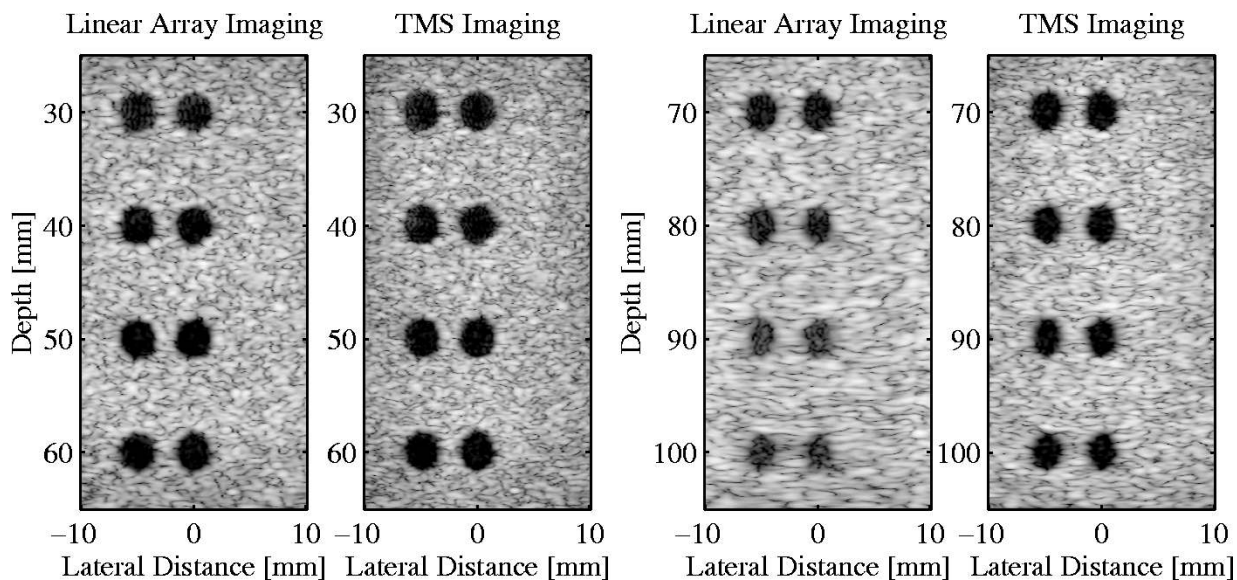 Linear Array Imaging
TMS Imaging
Linear Array Imaging
TMS Imaging
Depth [mm]
30
40
50
60
30
40
50
60
Depth [mm]
70
80
90
100
70
80
90
100
–10 0 10
–10 0 10
–10 0 10
–10 0 10
Lateral Distance [mm]
Lateral Distance [mm]
Lateral Distance [mm]
Lateral Distance [mm]